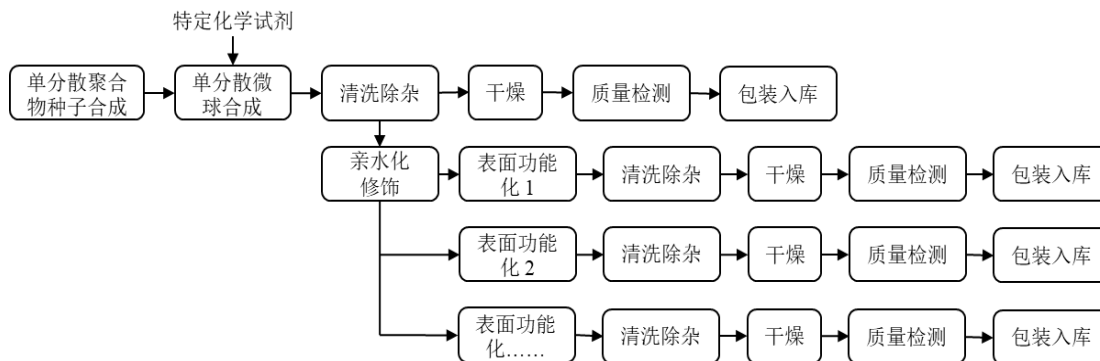 特定化学试剂
单分散聚合
物种子合成
单分散微
球合成
清洗除杂
干燥
质量检测
包装入库
亲水化
修饰
表面功能
化 1
清洗除杂
干燥
质量检测
包装入库
表面功能
化 2
清洗除杂
干燥
质量检测
包装入库
表面功能
化……
清洗除杂
干燥
质量检测
包装入库